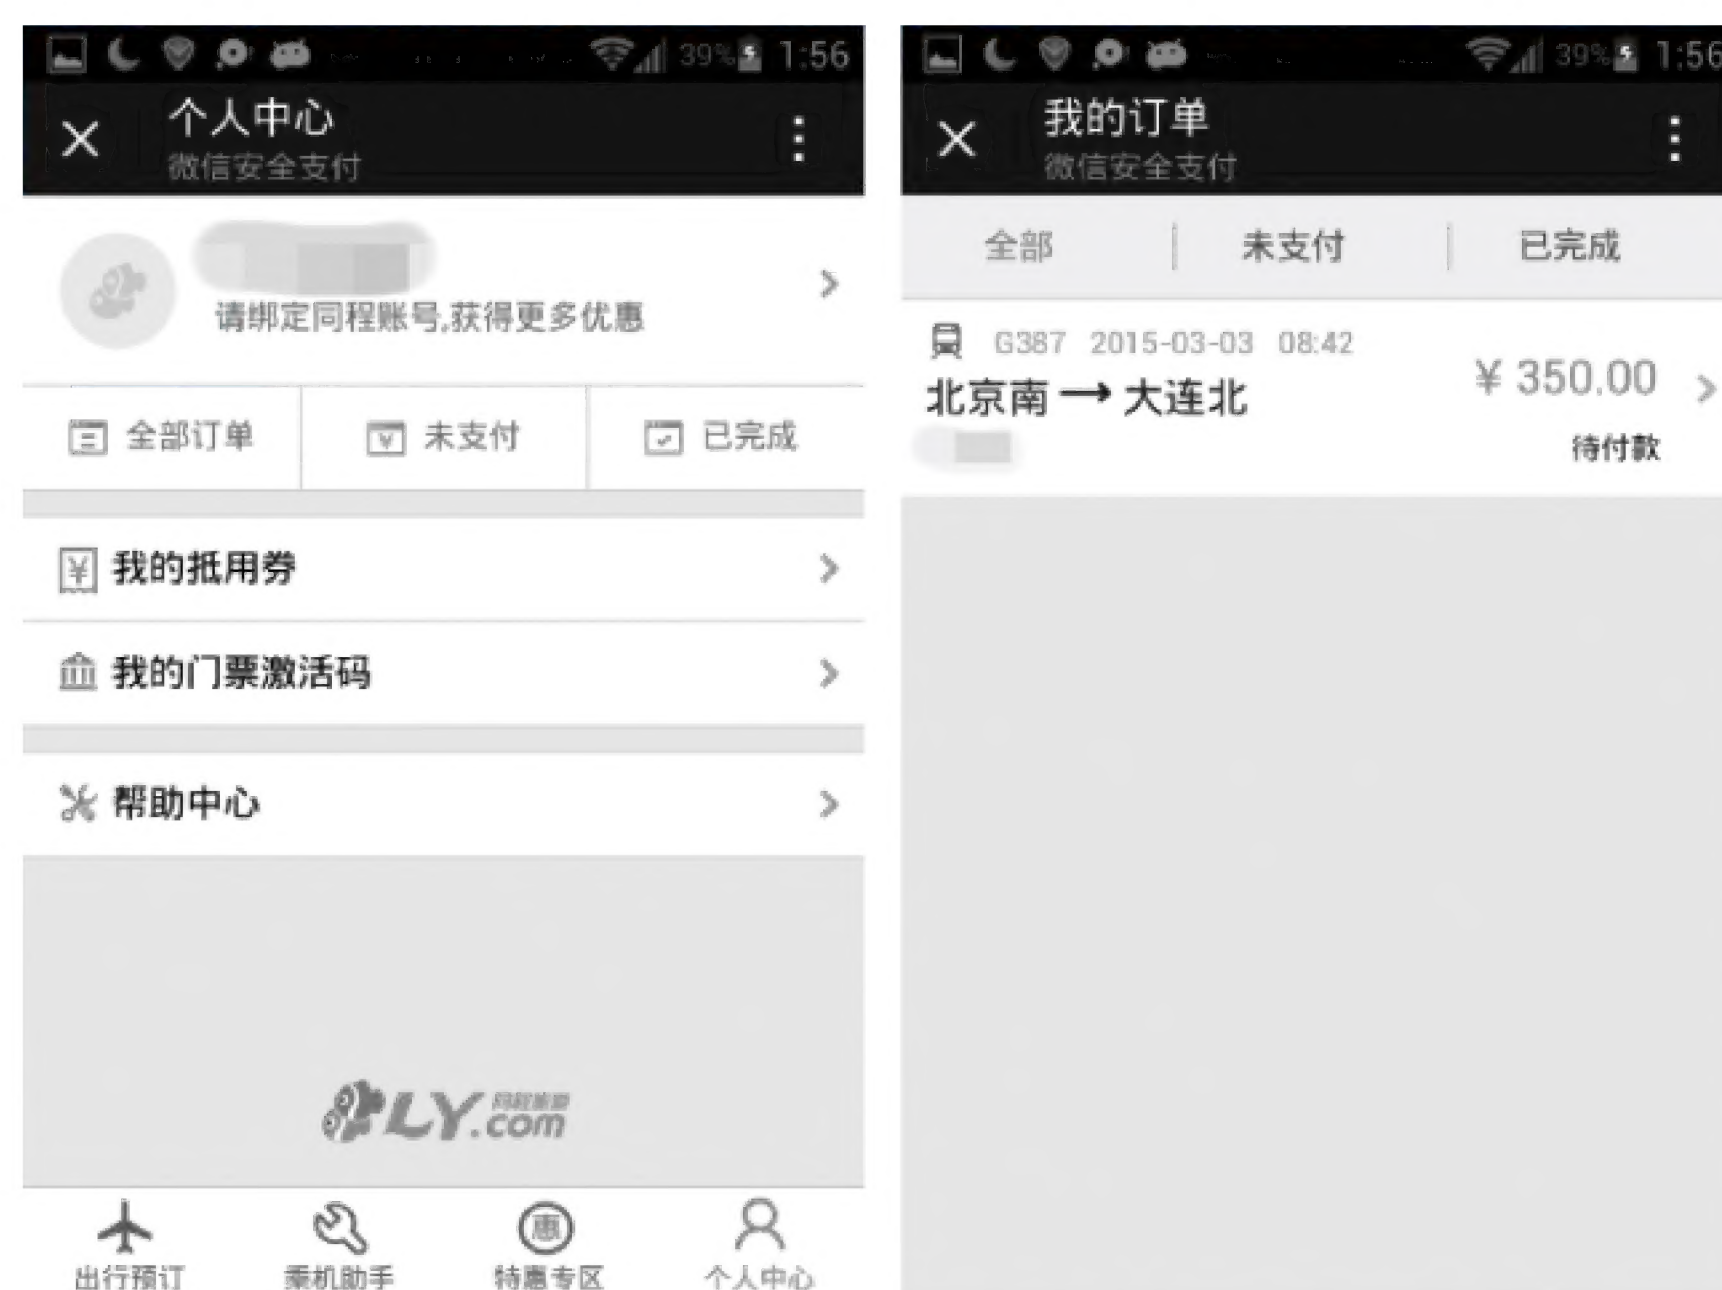 39% 1:56
个人中心
微信安全支付
请绑定同程账号,获得更多优惠
全部订单 未支付 已完成
我的抵用券
我的门票激活码
帮助中心
LY.com 同程旅游
出行预订 乘机助手 惠 特惠专区 个人中心
39% 1:56
我的订单
微信安全支付
全部 未支付 已完成
G387 2015-03-03 08:42
北京南→大连北
¥350.00
待付款